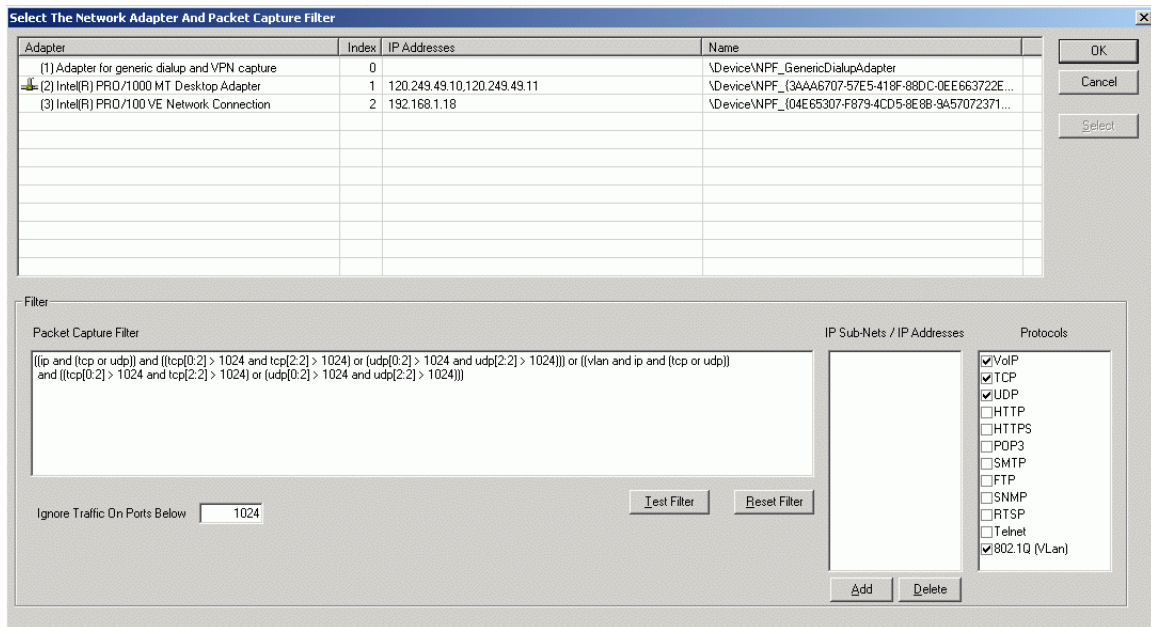 Select The Network Adapter And Packet Capture Filter
Adapter Index IP Addresses Name
(1) Adapter for generic dialup and VPN capture 0 \Device\NPF_GenericDialupAdapter
(2) Intel(R) PRO/1000 MT Desktop Adapter 1 120.249.49.10,120.249.49.11 \Device\NPF_{3AAA6707-57E5-418F-88DC-0EE663722E...
(3) Intel(R) PRO/100 VE Network Connection 2 192.168.1.18 \Device\NPF_{04E65307-F879-4CD5-8E8B-9A57072371...
OK
Cancel
Select
Filter
Packet Capture Filter
((ip and (tcp or udp)) and ((tcp[0:2] > 1024 and tcp[2:2] > 1024) or (udp[0:2] > 1024 and udp[2:2] > 1024))) or ((vlan and ip and (tcp or udp))
and ((tcp[0:2] > 1024 and tcp[2:2] > 1024) or (udp[0:2] > 1024 and udp[2:2] > 1024)))
Ignore Traffic On Ports Below 1024
Test Filter
Reset Filter
IP Sub-Nets / IP Addresses
Add
Delete
Protocols
VoIP
TCP
UDP
HTTP
HTTPS
POP3
SMTP
FTP
SNMP
RTSP
Telnet
802.1Q (VLan)